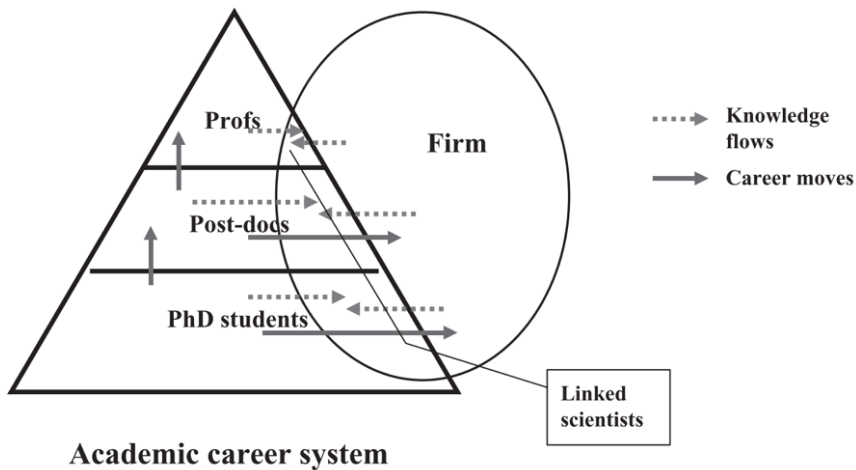 Profs
Firm
Knowledge
flows
Career moves
Post-docs
PhD students
Linked
scientists
Academic career system